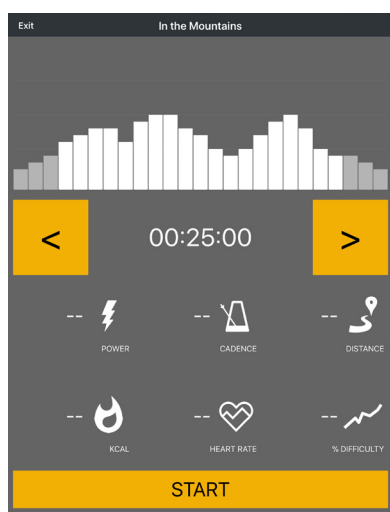 Exit In the Mountains
< 00:25:00 >
-- -- --
POWER CADENCE DISTANCE
-- -- --
KCAL HEART RATE % DIFFICULTY
START